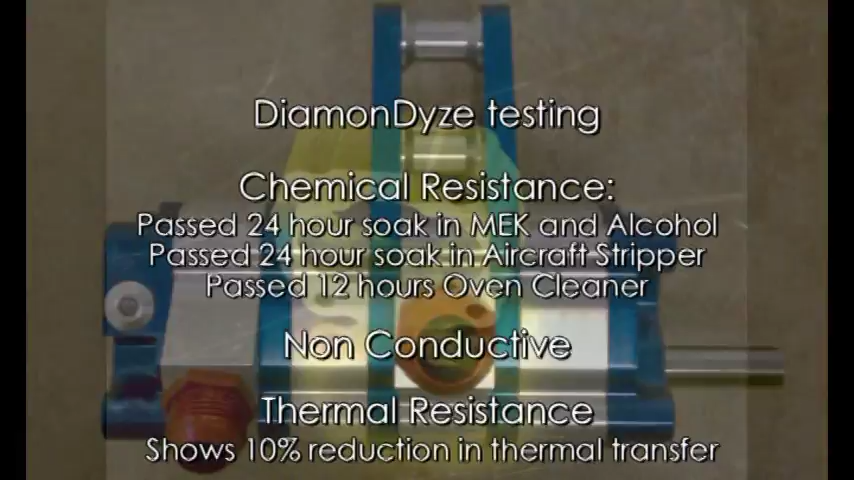 DiamonDyze testing
Chemical Resistance:
Passed 24 hour soak in MEK and Alcohol
Passed 24 hour soak in Aircraft Stripper
Passed 12 hours Oven Cleaner
Non Conductive
Thermal Resistance
Shows 10% reduction in thermal transfer